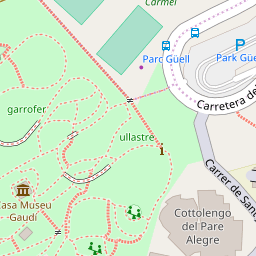 Carmel
Parc Güell
P
Park Güe
Carretera de
garrofer
ullastre
Carrer de San
Casa Museu
Gaudí
Cottolengo
del Pare
Alegre